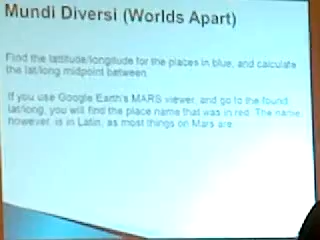 Mundi Diversi (Worlds Apart)
Find the lattitude/longitude for the places in blue, and calculate
the lat/long midpoint between.
If you use Google Earth's MARS viewer, and go to the found
lat/long, you will find the place name that was in red. The name
however, is in Latin, as most things on Mars are.